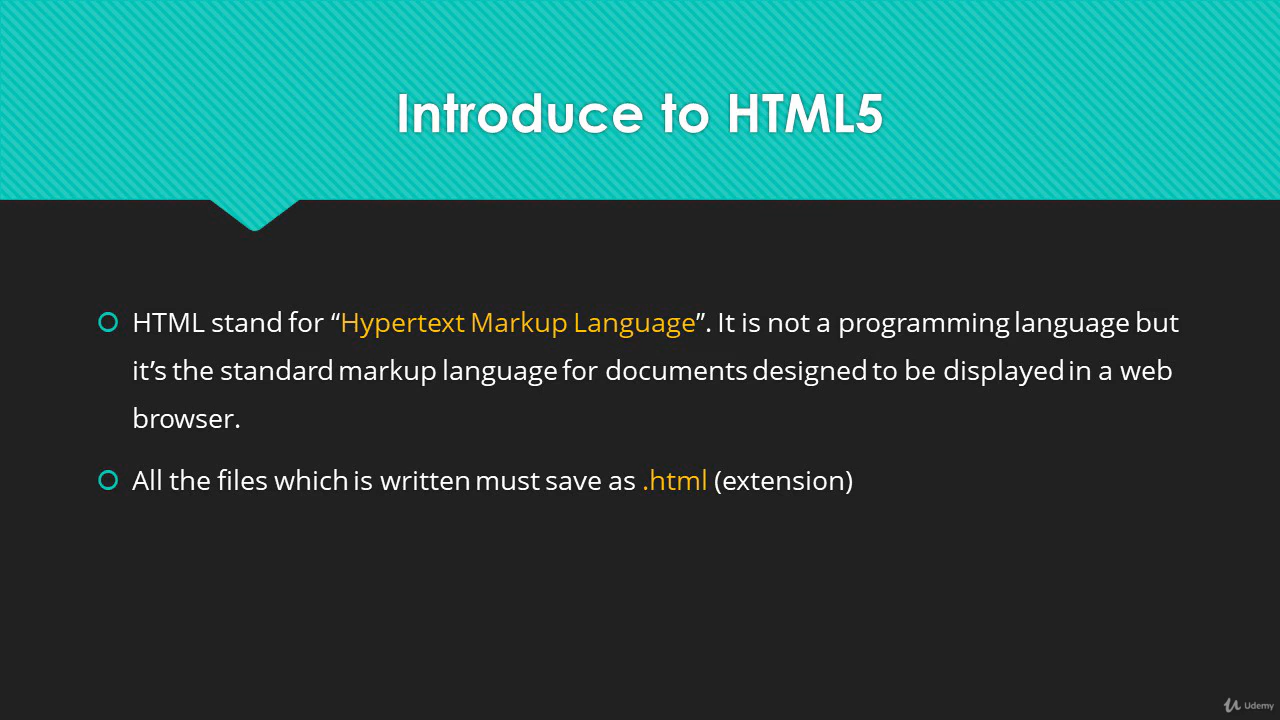 Introduce to HTML5
HTML stand for “Hypertext Markup Language”. It is not a programming language but
it’s the standard markup language for documents designed to be displayed in a web
browser.
All the files which is written must save as .html (extension)
Udemy